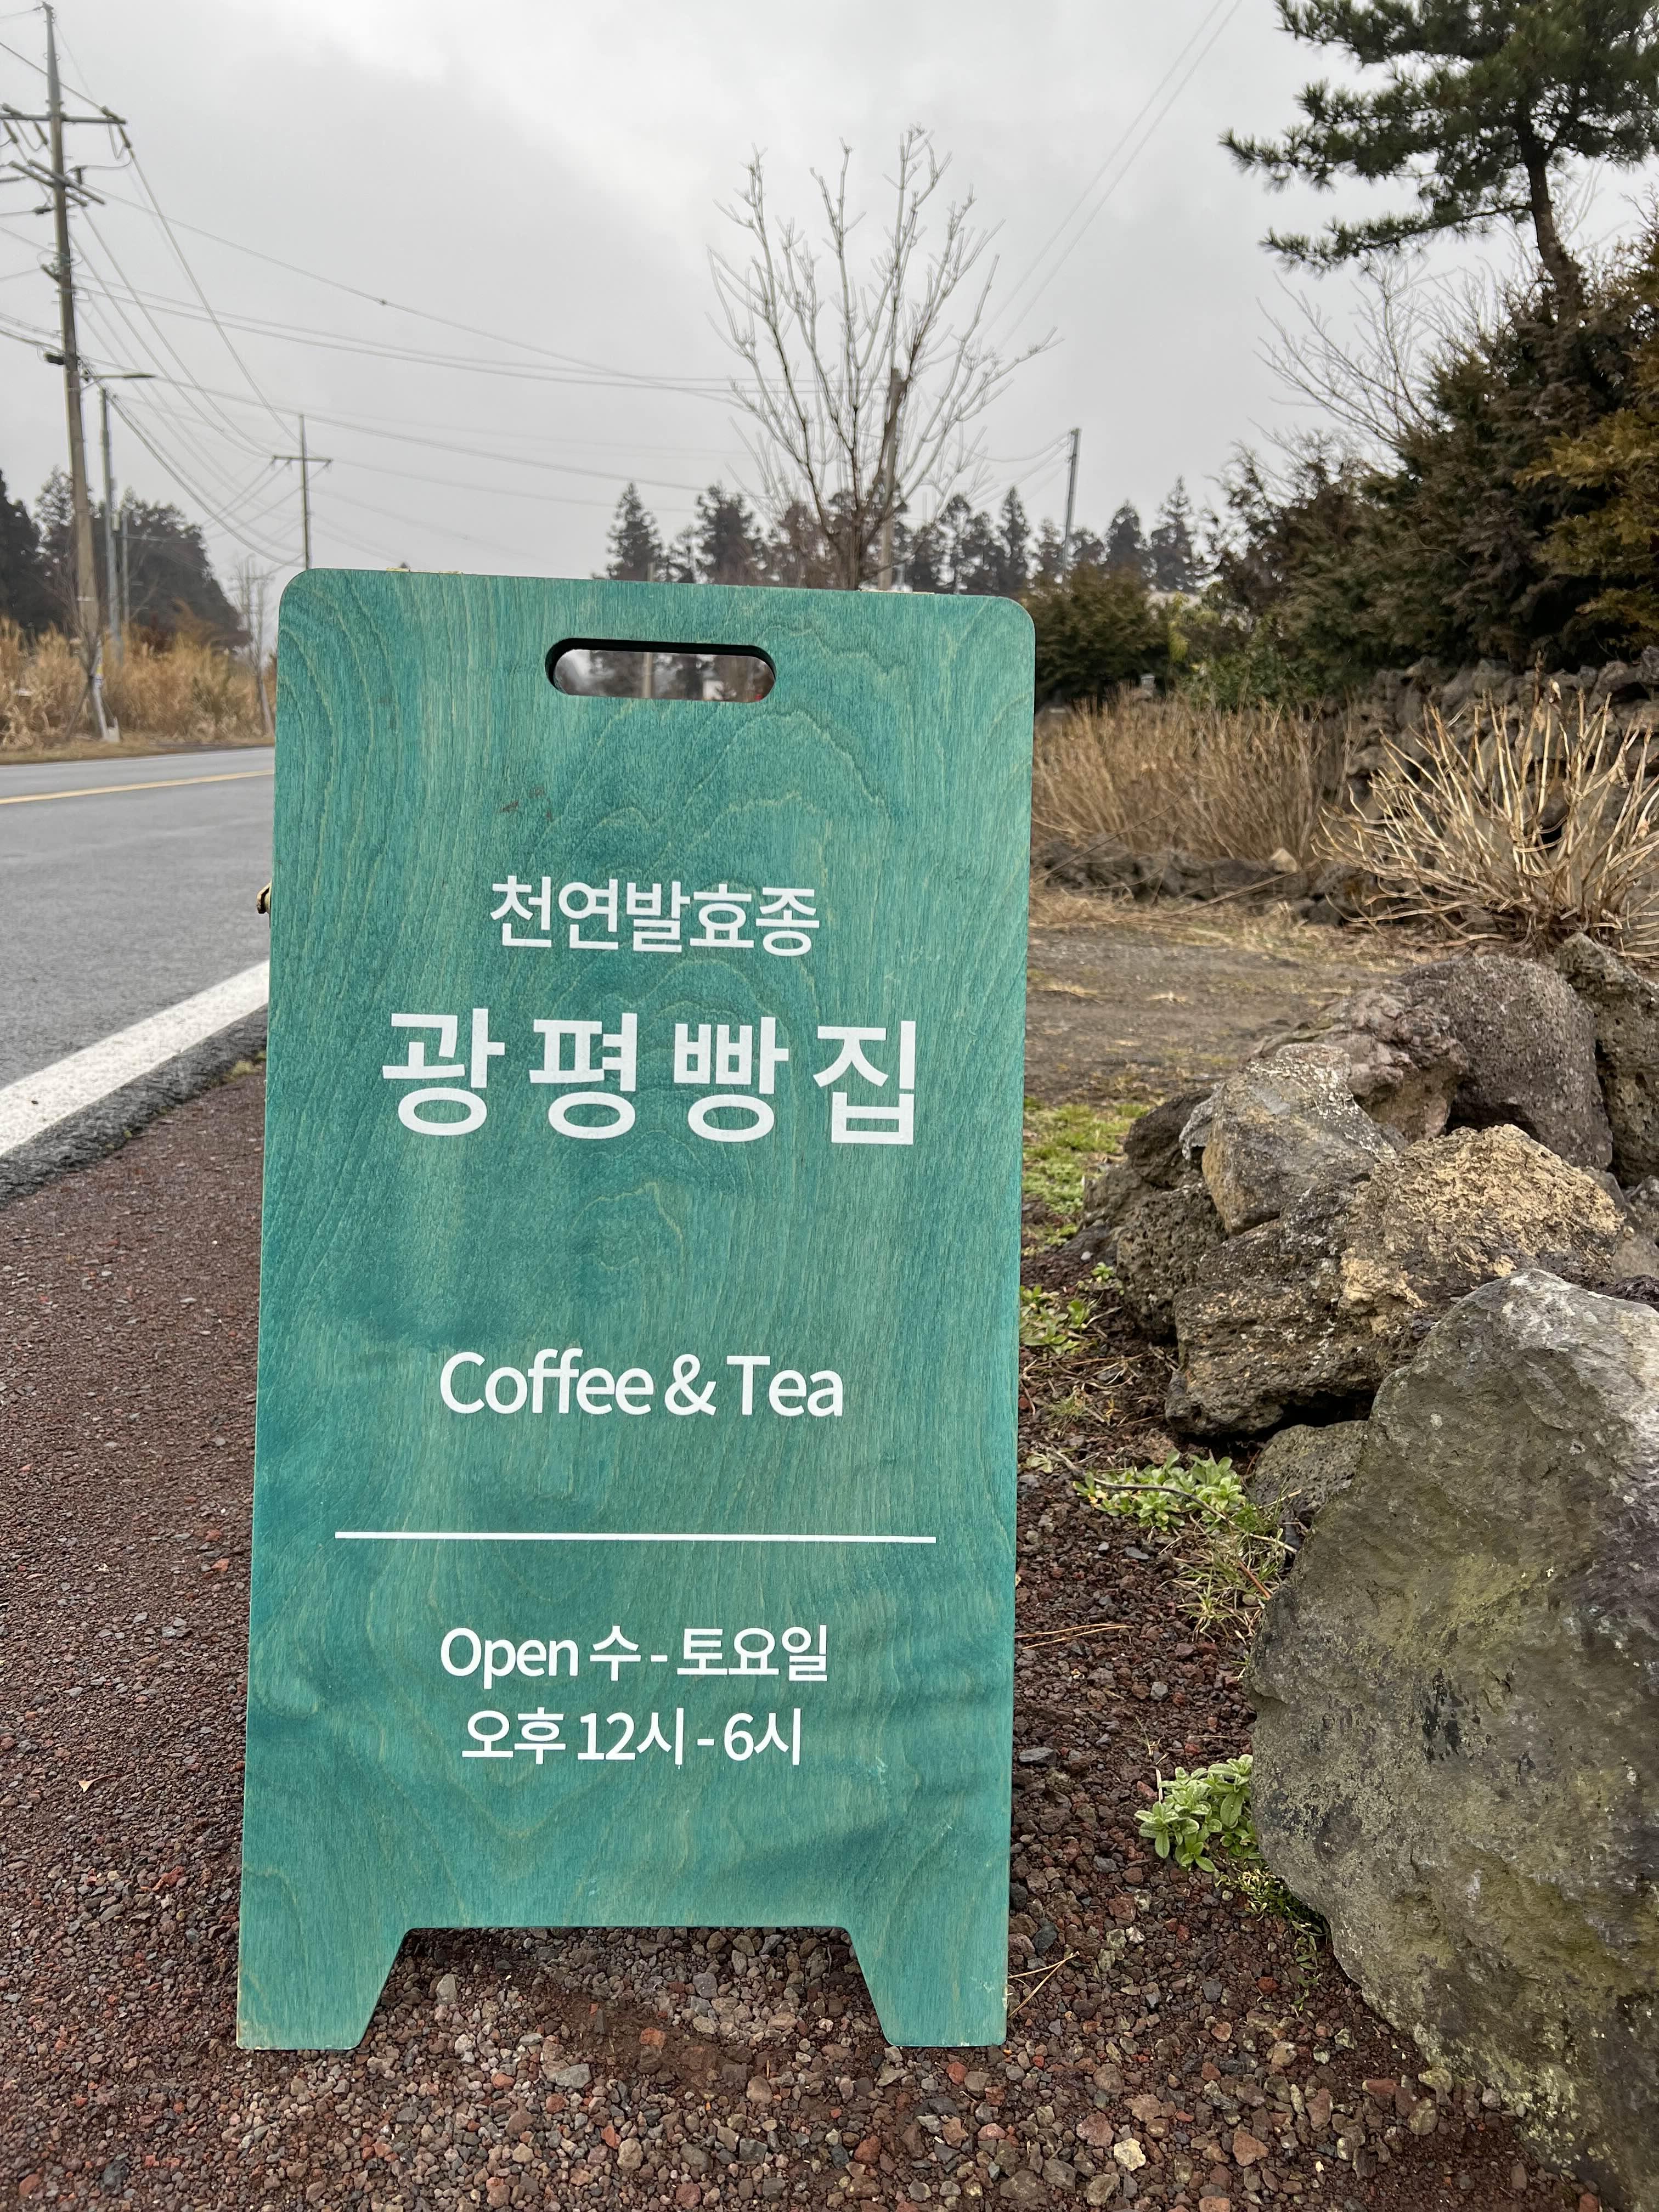 천연발효종
광평빵집
Coffee & Tea
Open 수 - 토요일
오후 12시 - 6시